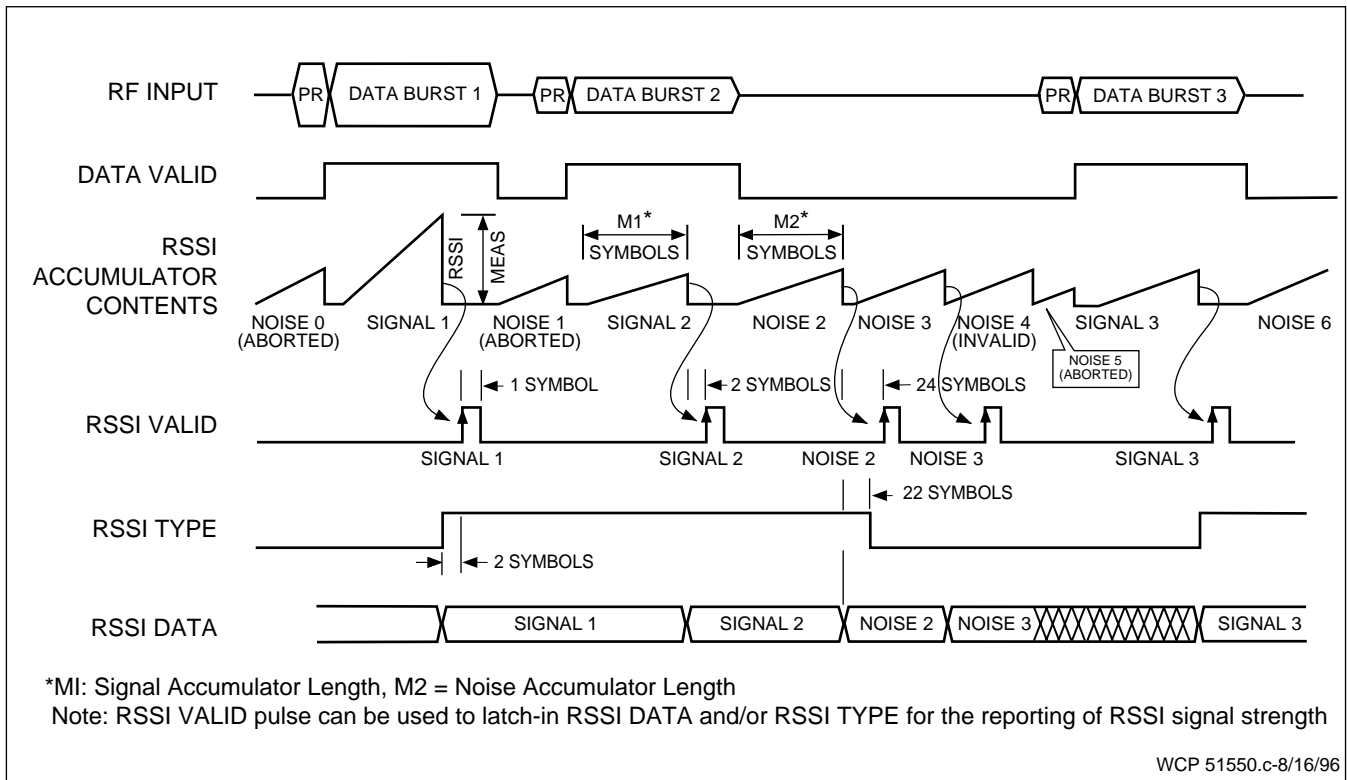 RF INPUT
PR
DATA BURST 1
PR
DATA BURST 2
PR
DATA BURST 3
DATA VALID
RSSI
ACCUMULATOR
CONTENTS
RSSI
MEAS
M1*
SYMBOLS
M2*
SYMBOLS
NOISE 0
(ABORTED)
SIGNAL 1
NOISE 1
(ABORTED)
SIGNAL 2
NOISE 2
NOISE 3
NOISE 4
(INVALID)
NOISE 5
(ABORTED)
SIGNAL 3
NOISE 6
1 SYMBOL
2 SYMBOLS
24 SYMBOLS
RSSI VALID
SIGNAL 1
SIGNAL 2
NOISE 2
NOISE 3
SIGNAL 3
22 SYMBOLS
RSSI TYPE
2 SYMBOLS
RSSI DATA
SIGNAL 1
SIGNAL 2
NOISE 2
NOISE 3
SIGNAL 3
*MI: Signal Accumulator Length, M2 = Noise Accumulator Length
Note: RSSI VALID pulse can be used to latch-in RSSI DATA and/or RSSI TYPE for the reporting of RSSI signal strength
WCP 51550.c-8/16/96